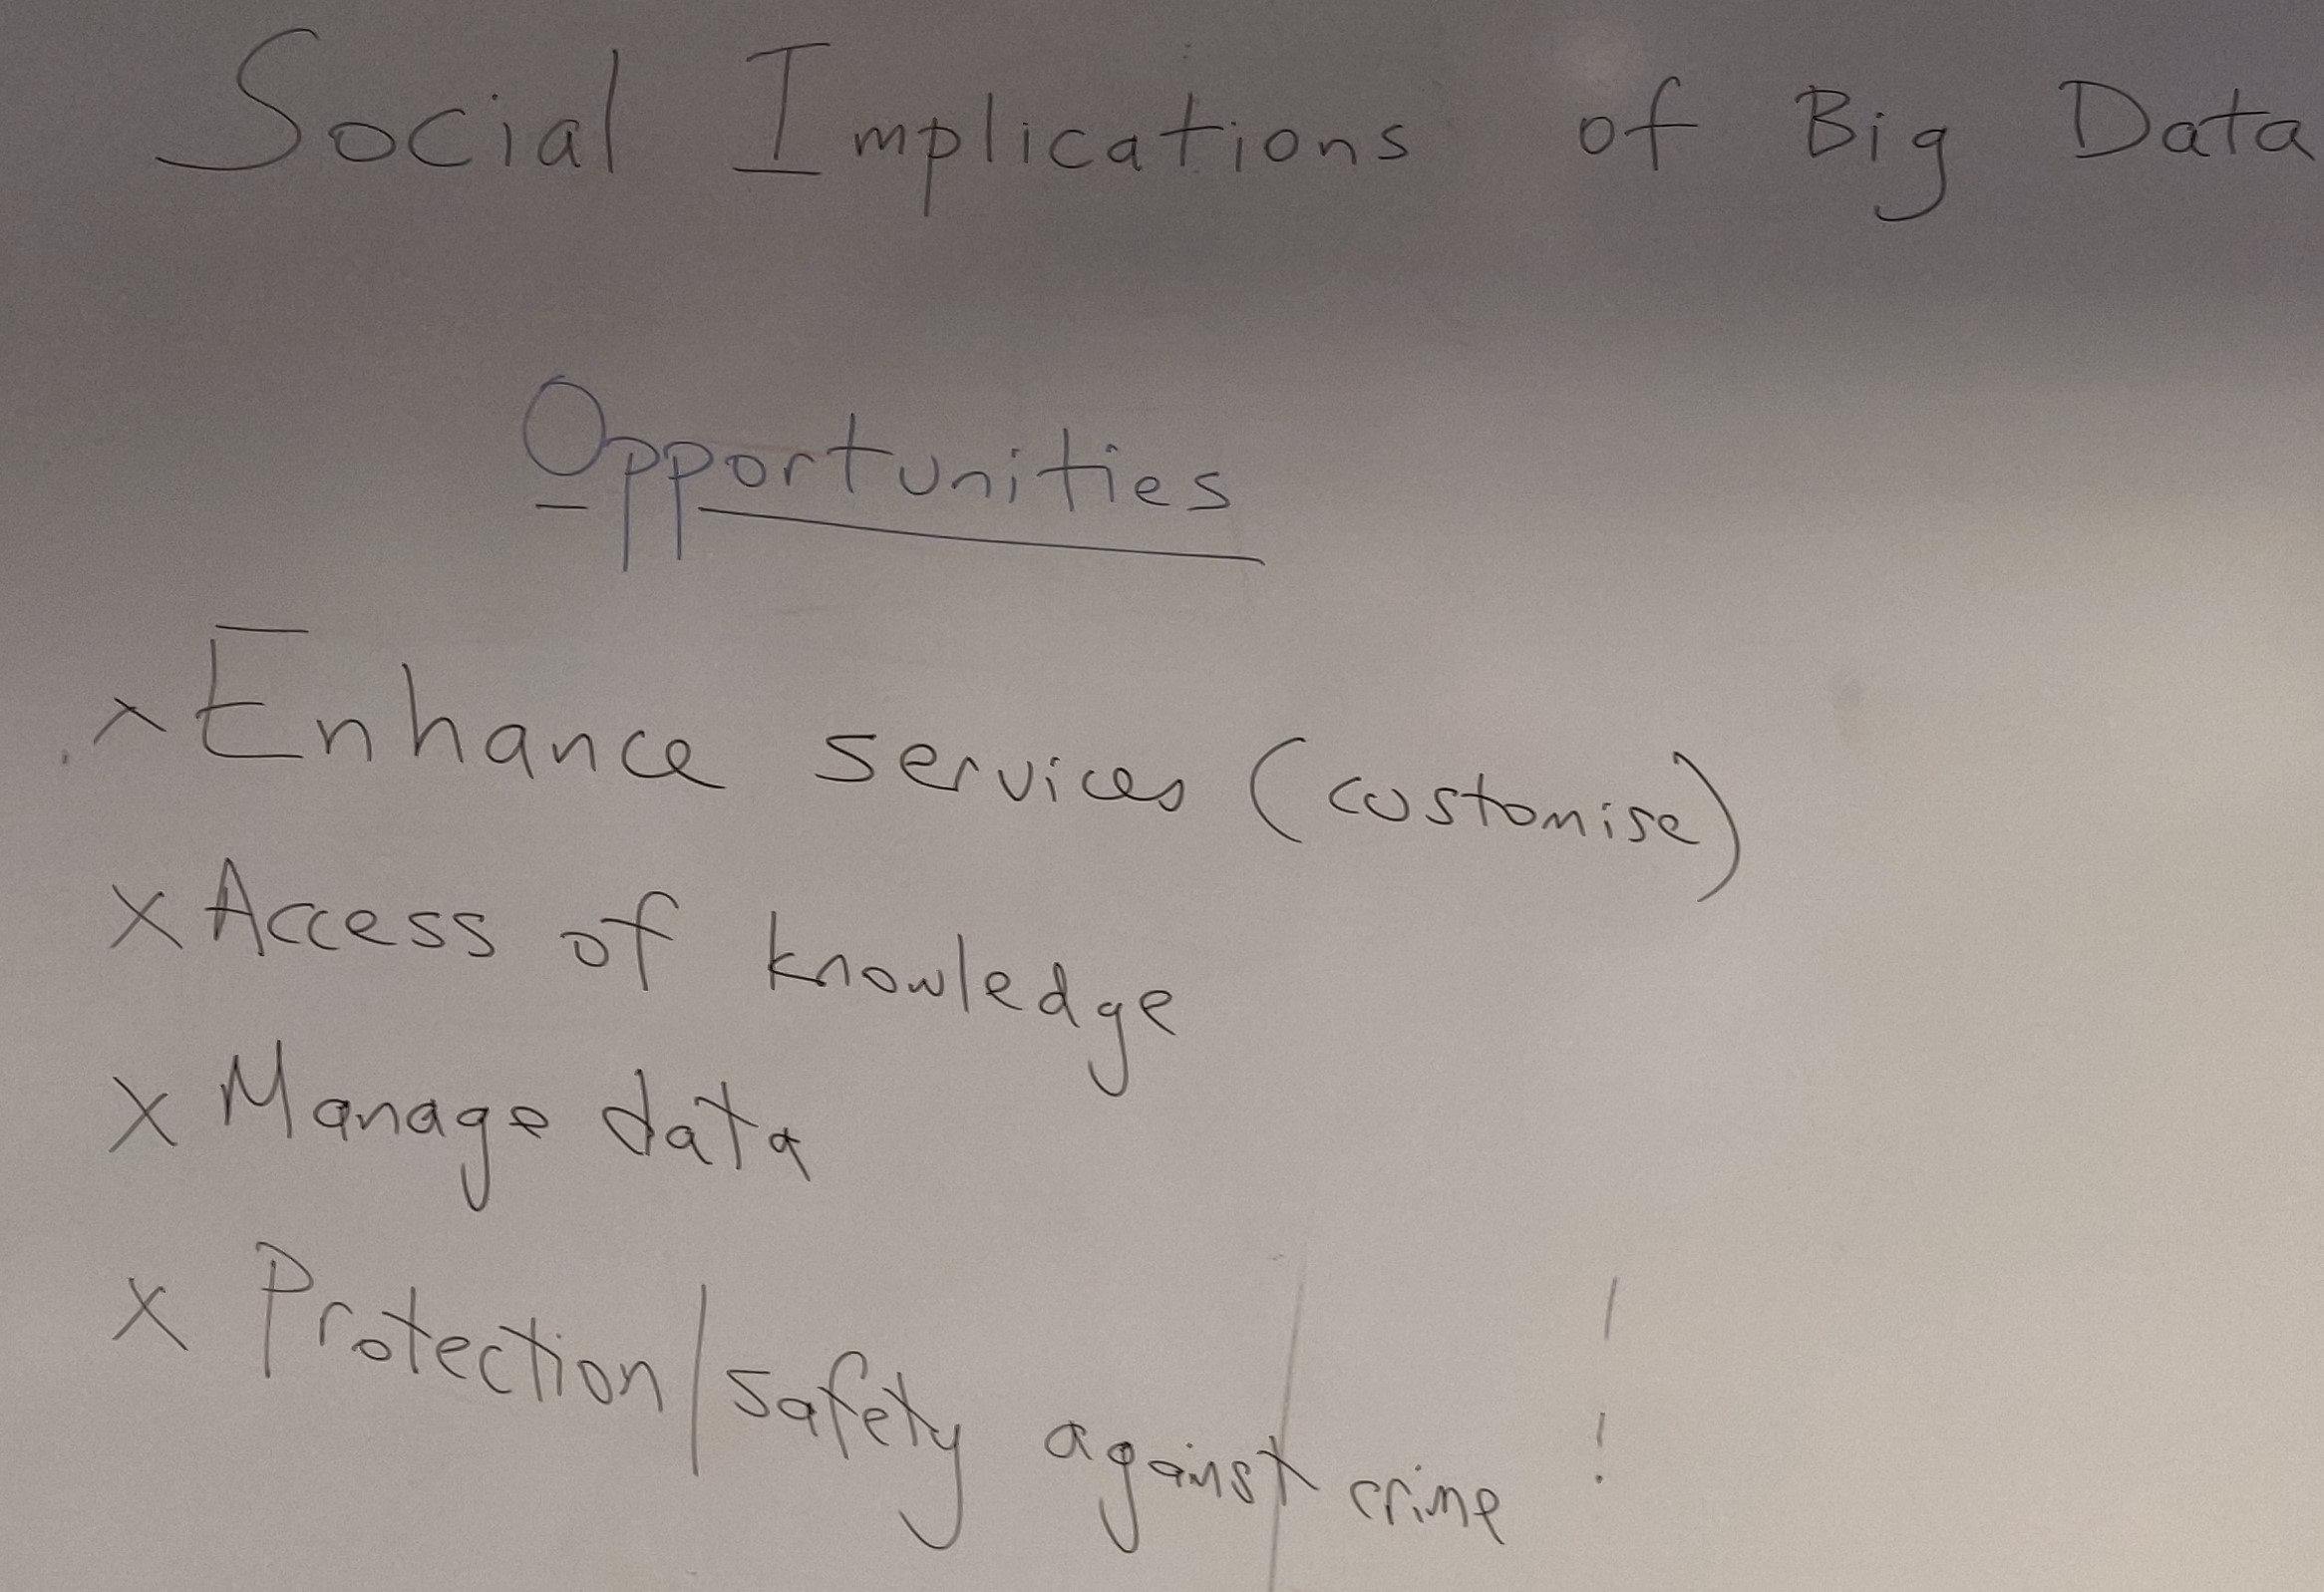 Social Implications of Big Data
Opportunities
x Enhance services (customise)
x Access of knowledge
x Manage data
x Protection/safety against crime !